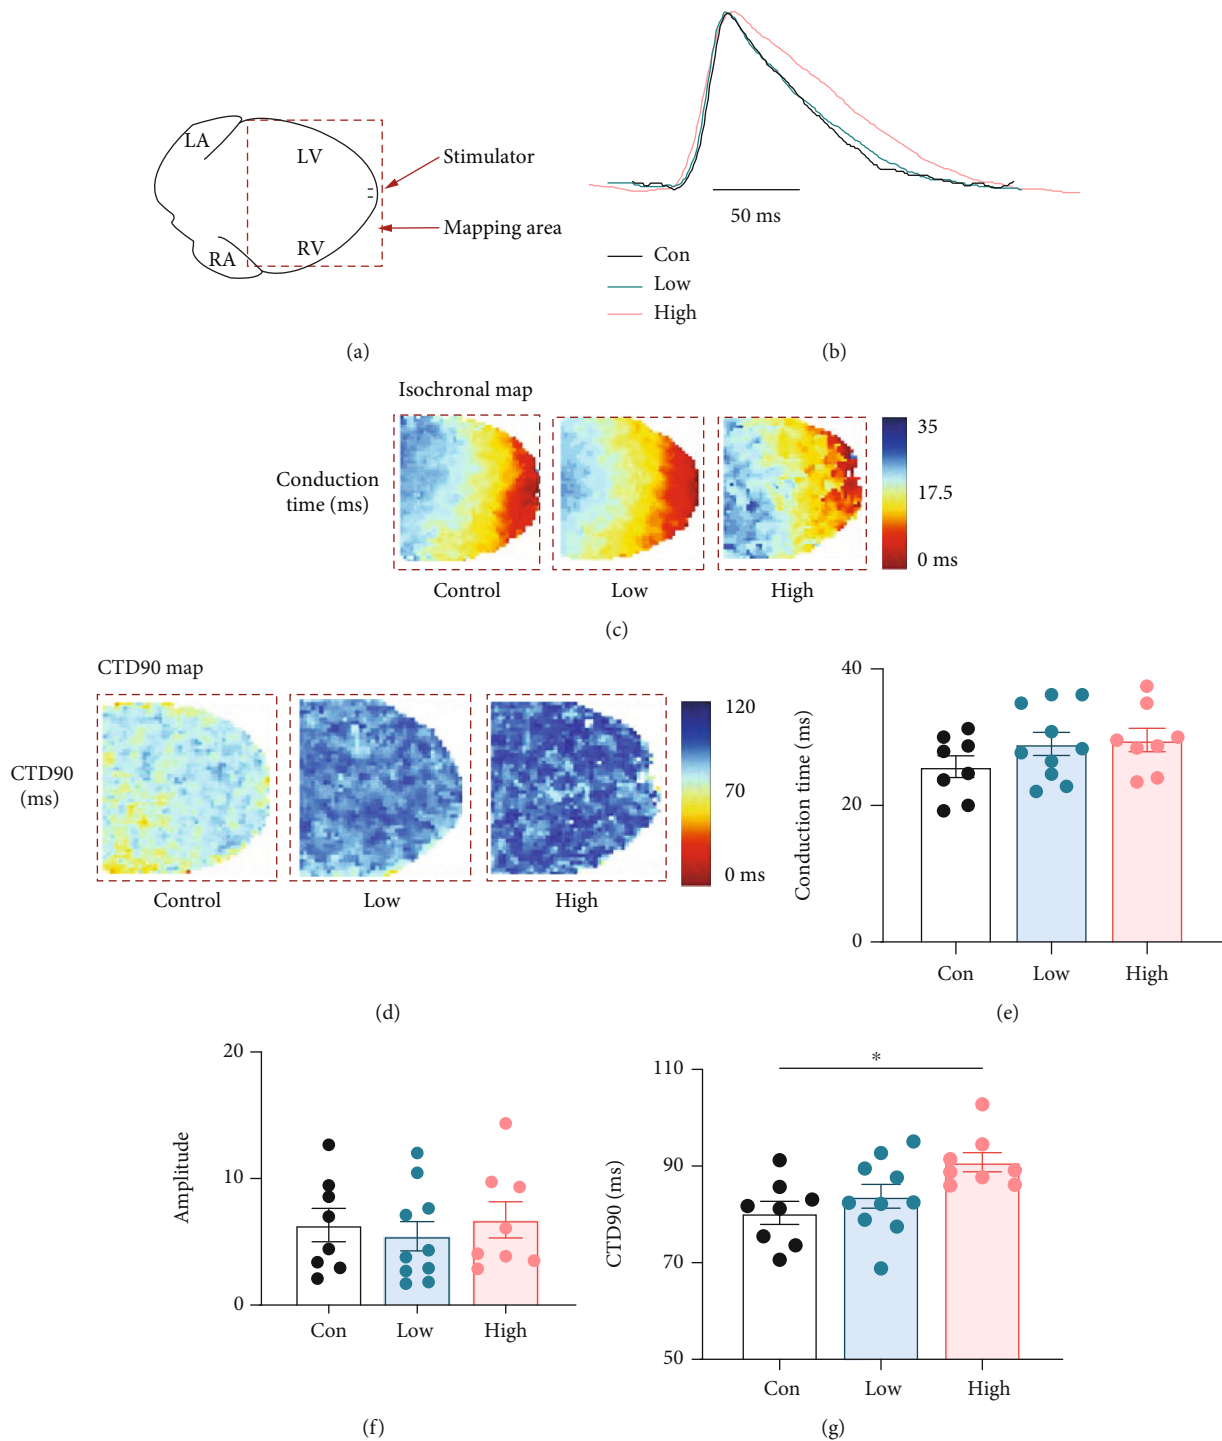 LA
LV
RA
RV
Stimulator
Mapping area
(a)
50 ms
Con
Low
High
(b)
Isochronal map
Conduction
time (ms)
35
17.5
0 ms
Control
Low
High
(c)
CTD90 map
CTD90
(ms)
120
70
0 ms
Control
Low
High
(d)
Conduction time (ms)
40
20
0
Con
Low
High
(e)
Amplitude
20
10
0
Con
Low
High
(f)
CTD90 (ms)
110
90
70
50
*
Con
Low
High
(g)